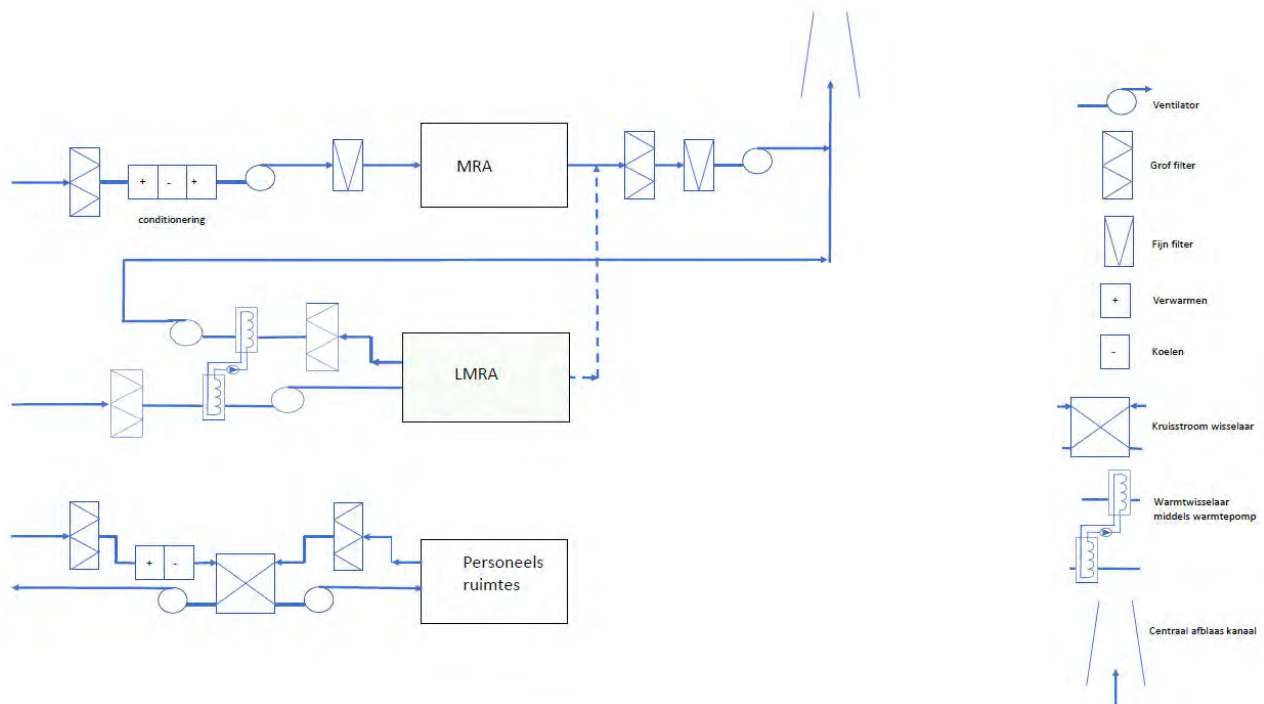 MRA
+ - +
conditionering
LMRA
+ -
Personeels
ruimtes
Ventilator
Grof filter
Fijn filter
+
Verwarmen
-
Koelen
Kruisstroom wisselaar
Warmtwisselaar
middels warmtepomp
Centraal afblaas kanaal